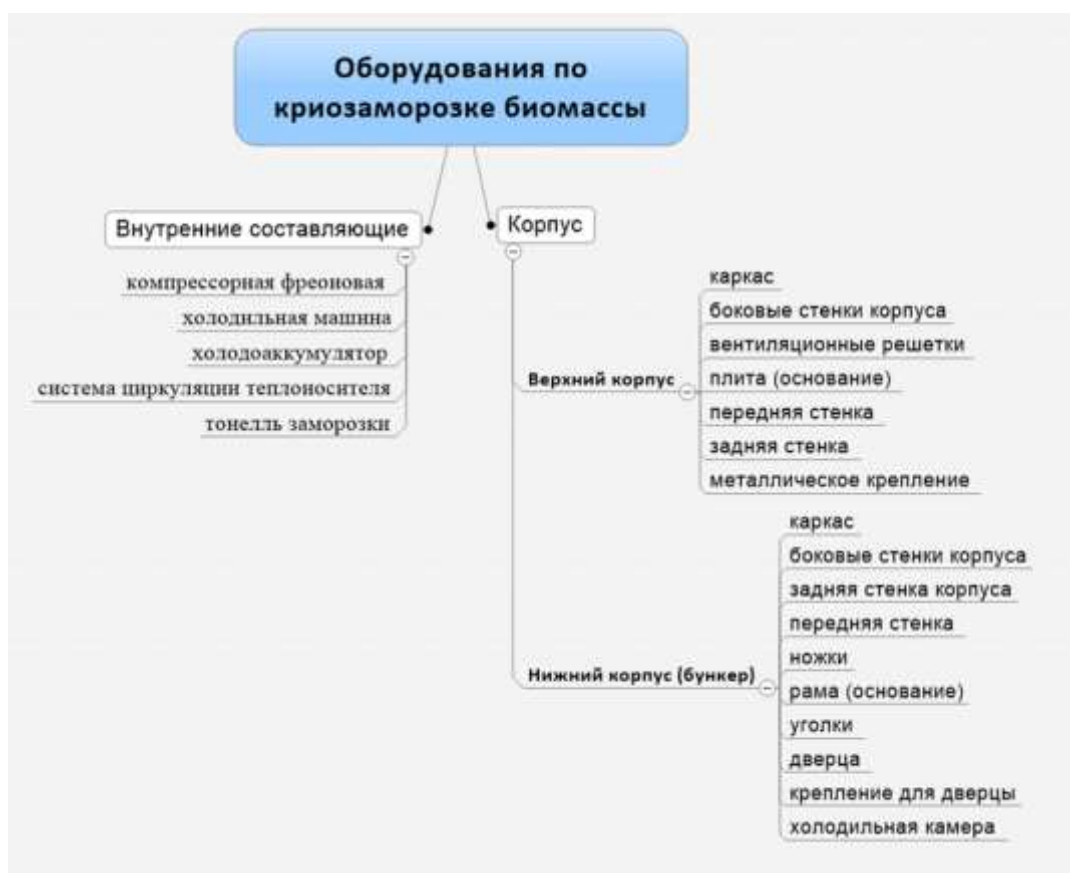 Оборудования по
криозаморозке биомассы
Внутренние составляющие
компрессорная фреоновая
холодильная машина
холодоаккумулятор
система циркуляции теплоносителя
тонелль заморозки
Корпус
Верхний корпус
каркас
боковые стенки корпуса
вентиляционные решетки
плита (основание)
передняя стенка
задняя стенка
металлическое крепление
Нижний корпус (бункер)
каркас
боковые стенки корпуса
задняя стенка корпуса
передняя стенка
ножки
рама (основание)
уголки
дверца
крепление для дверцы
холодильная камера